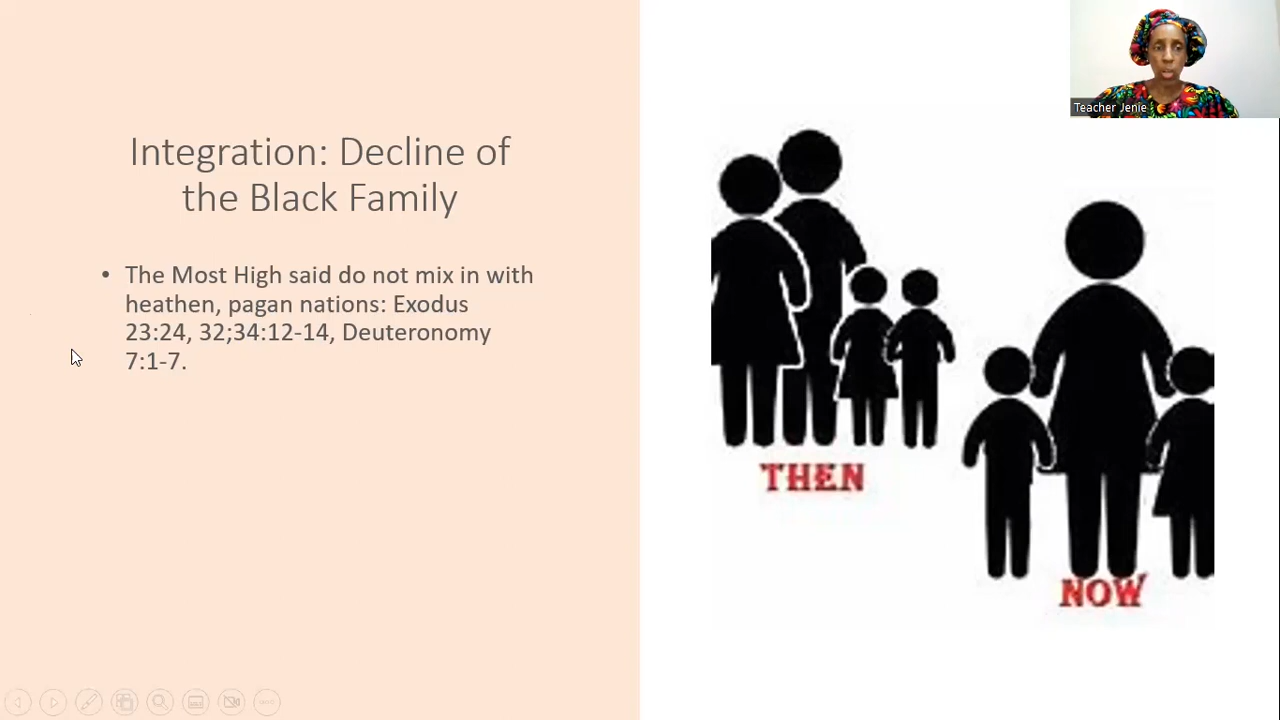 Integration: Decline of
the Black Family
• The Most High said do not mix in with
heathen, pagan nations: Exodus
23:24, 32;34:12-14, Deuteronomy
7:1-7.
Teacher Jenie
THEN
NOW